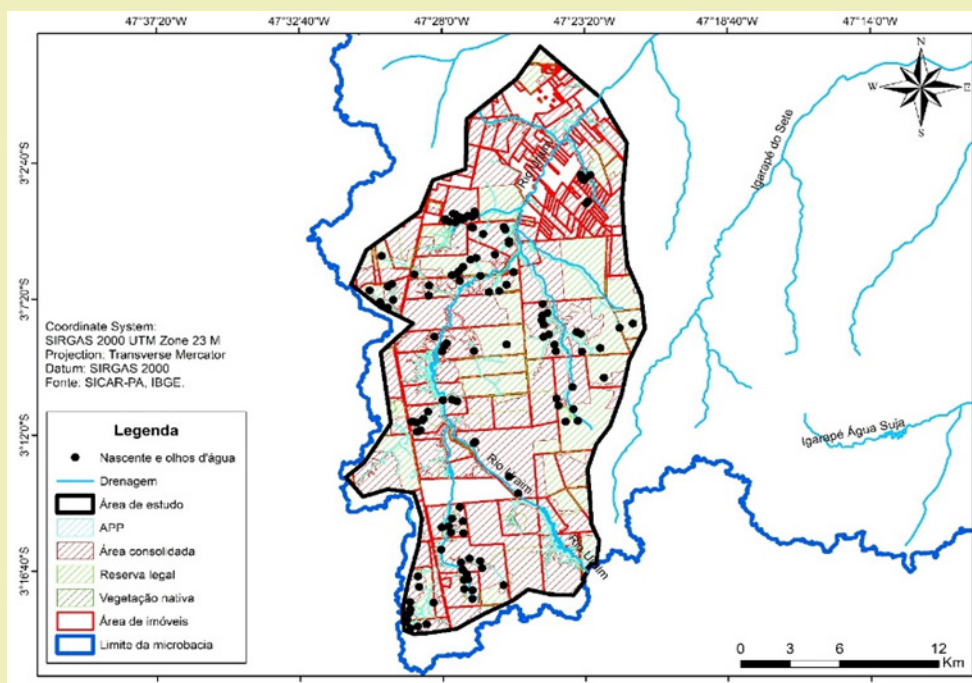 47°37'20"W 47°32'40"W 47°28'0"W 47°23'20"W 47°18'40"W 47°14'0"W
N
W E
S
3°2'40"S
3°7'20"S
3°12'0"S
3°16'40"S
Rio Uraim
Igarapé do Sete
Igarapé Água Suja
Rio Uraim
Rio Uraim
Coordinate System:
SIRGAS 2000 UTM Zone 23 M
Projection: Transverse Mercator
Datum: SIRGAS 2000
Fonte: SICAR-PA, IBGE.
Legenda
Nascente e olhos d'água
Drenagem
Área de estudo
APP
Área consolidada
Reserva legal
Vegetação nativa
Área de imóveis
Limite da microbacia
0 3 6 12
Km